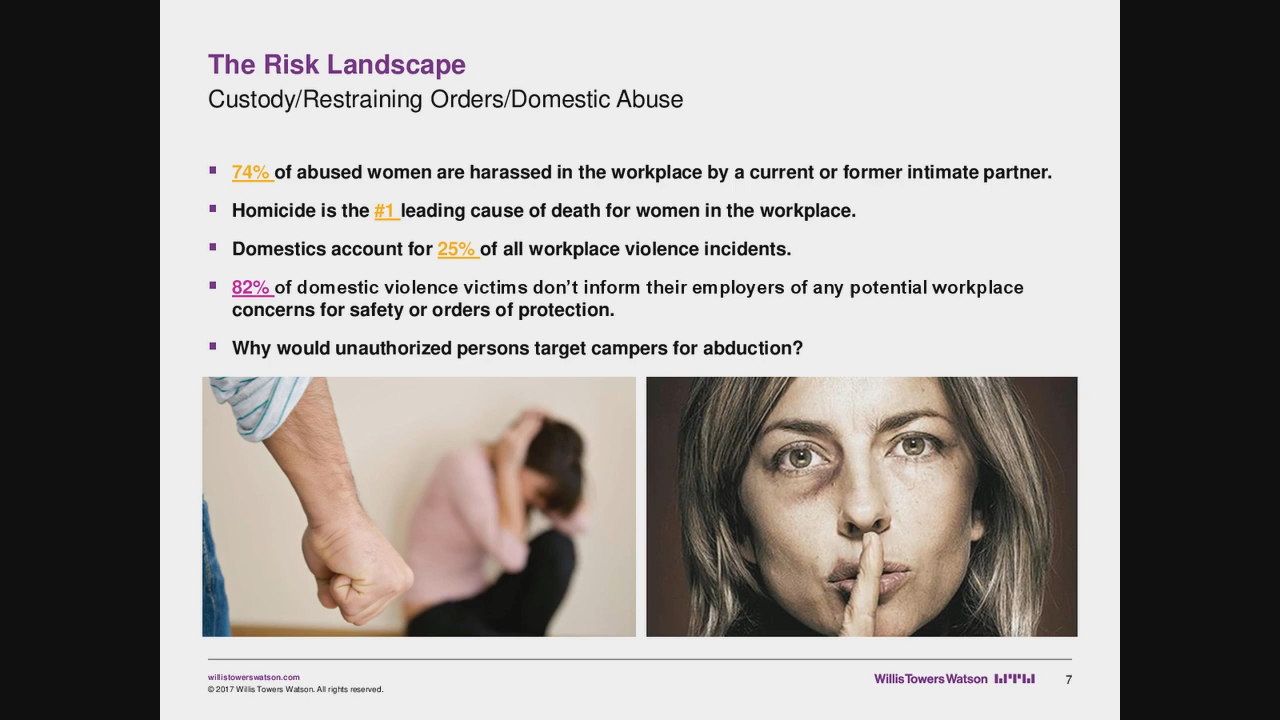 The Risk Landscape
Custody/Restraining Orders/Domestic Abuse
74% of abused women are harassed in the workplace by a current or former intimate partner.
Homicide is the #1 leading cause of death for women in the workplace.
Domestics account for 25% of all workplace violence incidents.
82% of domestic violence victims don’t inform their employers of any potential workplace
concerns for safety or orders of protection.
Why would unauthorized persons target campers for abduction?
willistowerswatson.com
© 2017 Willis Towers Watson. All rights reserved.
WillisTowersWatson
7